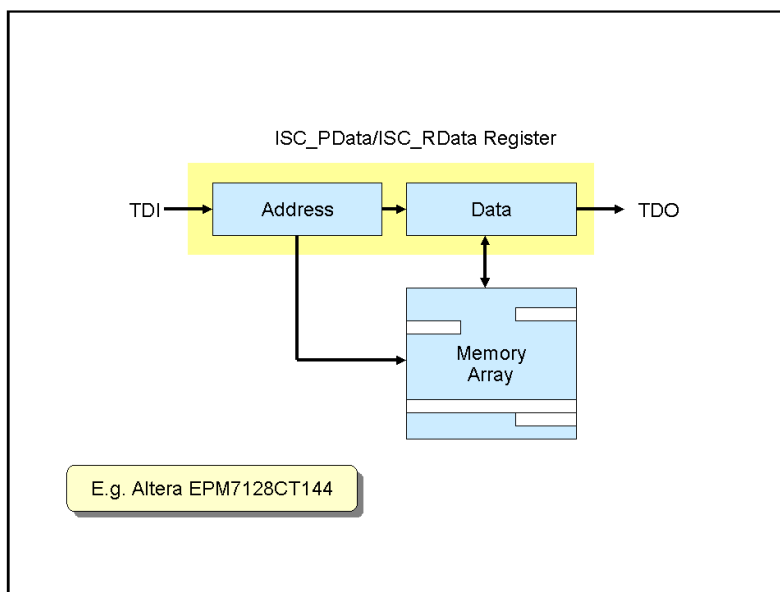 ISC_PData/ISC_RData Register
TDI
Address
Data
TDO
Memory
Array
E.g. Altera EPM7128CT144